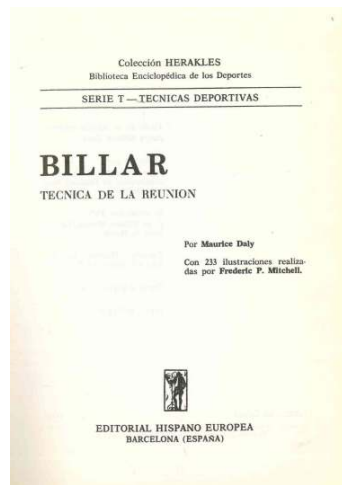 Colección HERAKLES
Biblioteca Enciclopédica de los Deportes
SERIE T — TECNICAS DEPORTIVAS
BILLAR
TECNICA DE LA REUNION
Por Maurice Daly
Con 233 ilustraciones realiza-
das por Frederic P. Mitchell.
EDITORIAL HISPANO EUROPEA
BARCELONA (ESPAÑA)